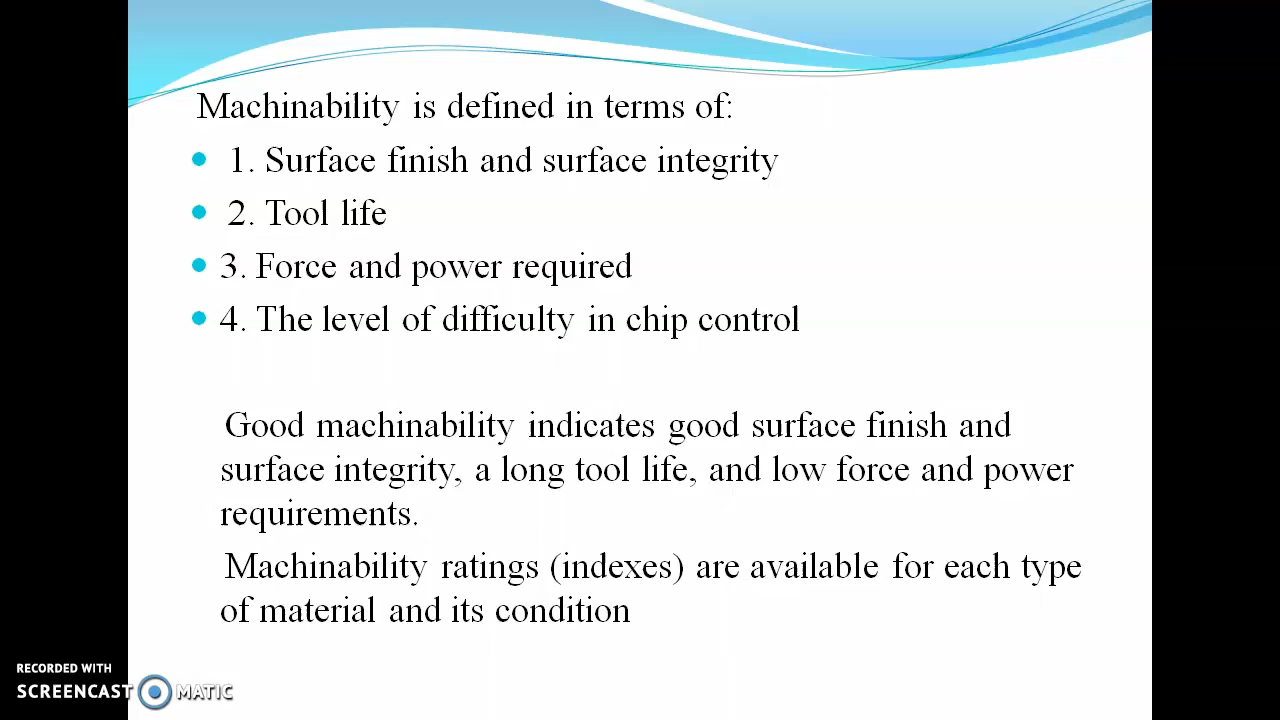 Machinability is defined in terms of:
1. Surface finish and surface integrity
2. Tool life
3. Force and power required
4. The level of difficulty in chip control
Good machinability indicates good surface finish and
surface integrity, a long tool life, and low force and power
requirements.
Machinability ratings (indexes) are available for each type
of material and its condition
RECORDED WITH
SCREENCAST MATIC